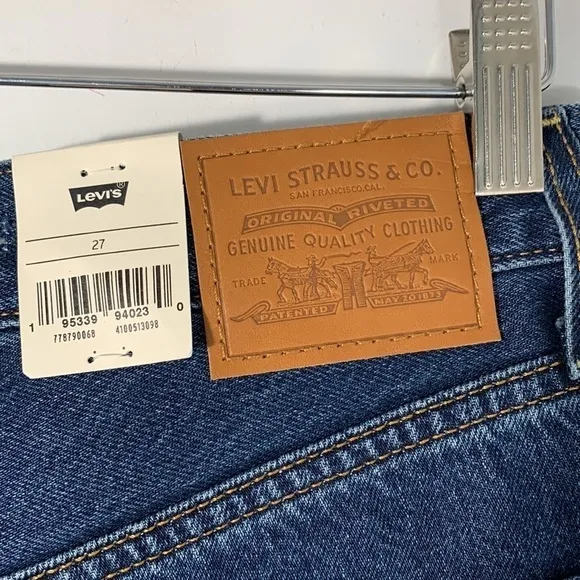 LEVI'S®
27
1 95339 94023 0
778790068 4100513098
LEVI STRAUSS & CO.
SAN FRANCISCO, CAL.
ORIGINAL RIVETED
GENUINE QUALITY CLOTHING
TRADE MARK
PATENTED MAY 20 1873